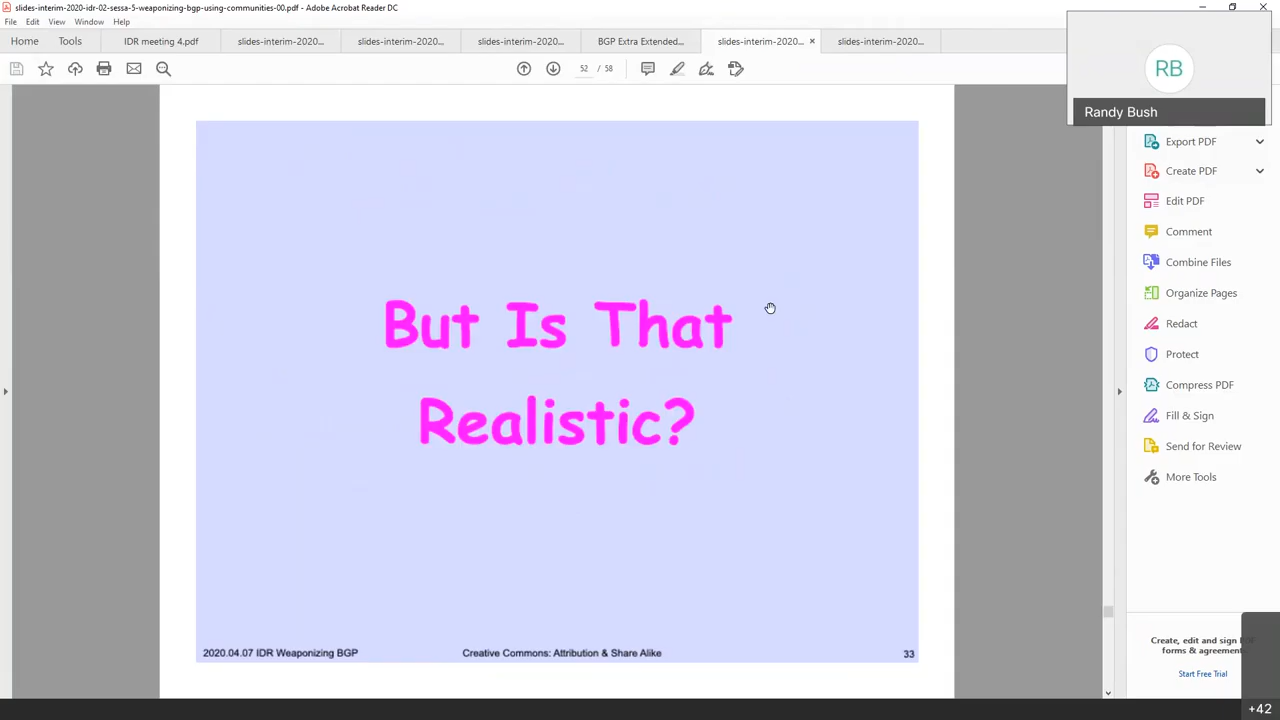 slides-interim-2020-idr-02-sessa-5-weaponizing-bgp-using-communities-00.pdf - Adobe Acrobat Reader DC
File Edit View Window Help
Home Tools IDR meeting 4.pdf slides-interim-2020... slides-interim-2020... slides-interim-2020... BGP Extra Extended... slides-interim-2020... × slides-interim-2020...
52 / 58
RB
Randy Bush
Export PDF
Create PDF
Edit PDF
Comment
Combine Files
Organize Pages
Redact
Protect
Compress PDF
Fill & Sign
Send for Review
More Tools
But Is That
Realistic?
2020.04.07 IDR Weaponizing BGP Creative Commons: Attribution & Share Alike 33
Create, edit and sign
forms & agreements
Start Free Trial
+42